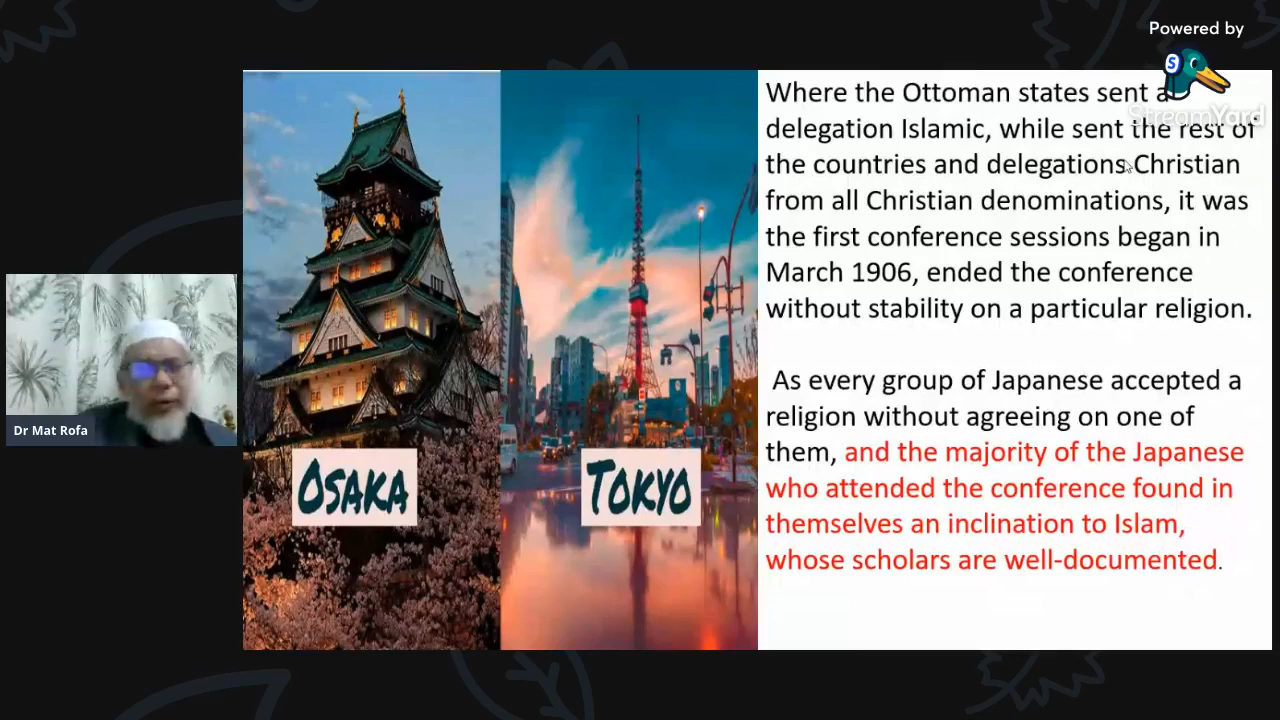 Powered by
StreamYard
Where the Ottoman states sent a
delegation Islamic, while sent the rest of
the countries and delegations Christian
from all Christian denominations, it was
the first conference sessions began in
March 1906, ended the conference
without stability on a particular religion.
As every group of Japanese accepted a
religion without agreeing on one of
them, and the majority of the Japanese
who attended the conference found in
themselves an inclination to Islam,
whose scholars are well-documented.
OSAKA
TOKYO
Dr Mat Rofa